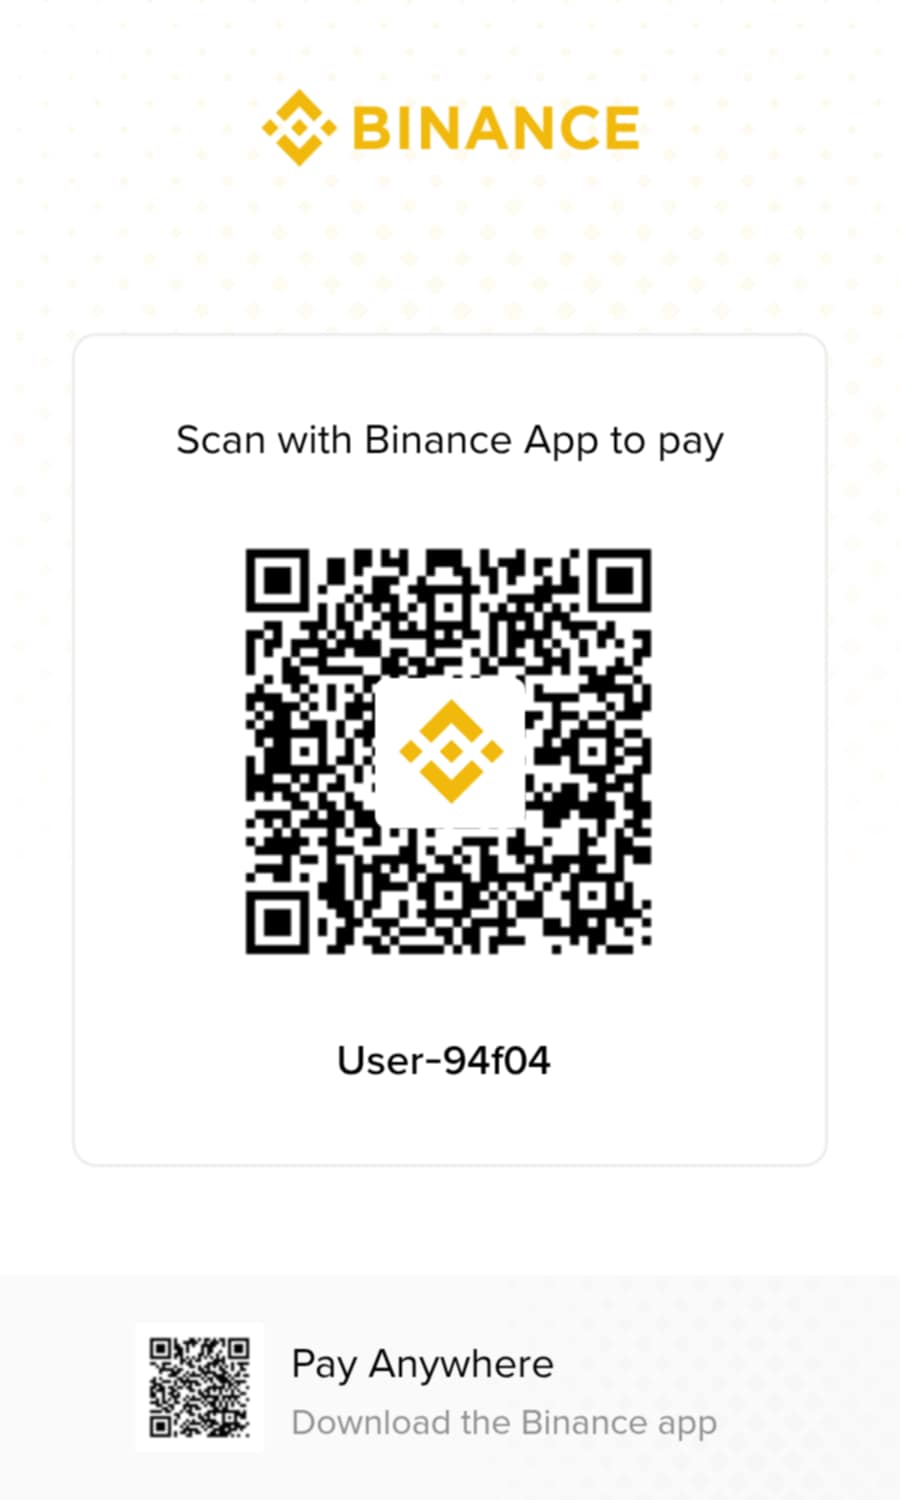 BINANCE
Scan with Binance App to pay
User-94f04
Pay Anywhere
Download the Binance app